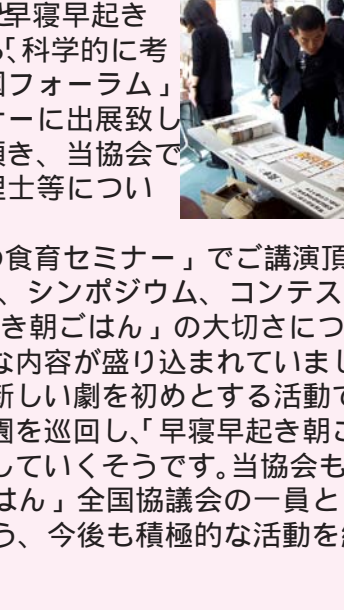 早寝早起き
、科学的に考
フォーラム」
ナーに出展致し
頂き、当協会で
理士等につい
食育セミナー」でご講演頂
、シンポジウム、コンテス
き朝ごはん」の大切さにつ
な内容が盛り込まれていまし
新しい劇を初めとする活動で
園を巡回し、「早寝早起き朝ご
していくそうです。当協会も
はん」全国協議会の一員と
う、今後も積極的な活動を